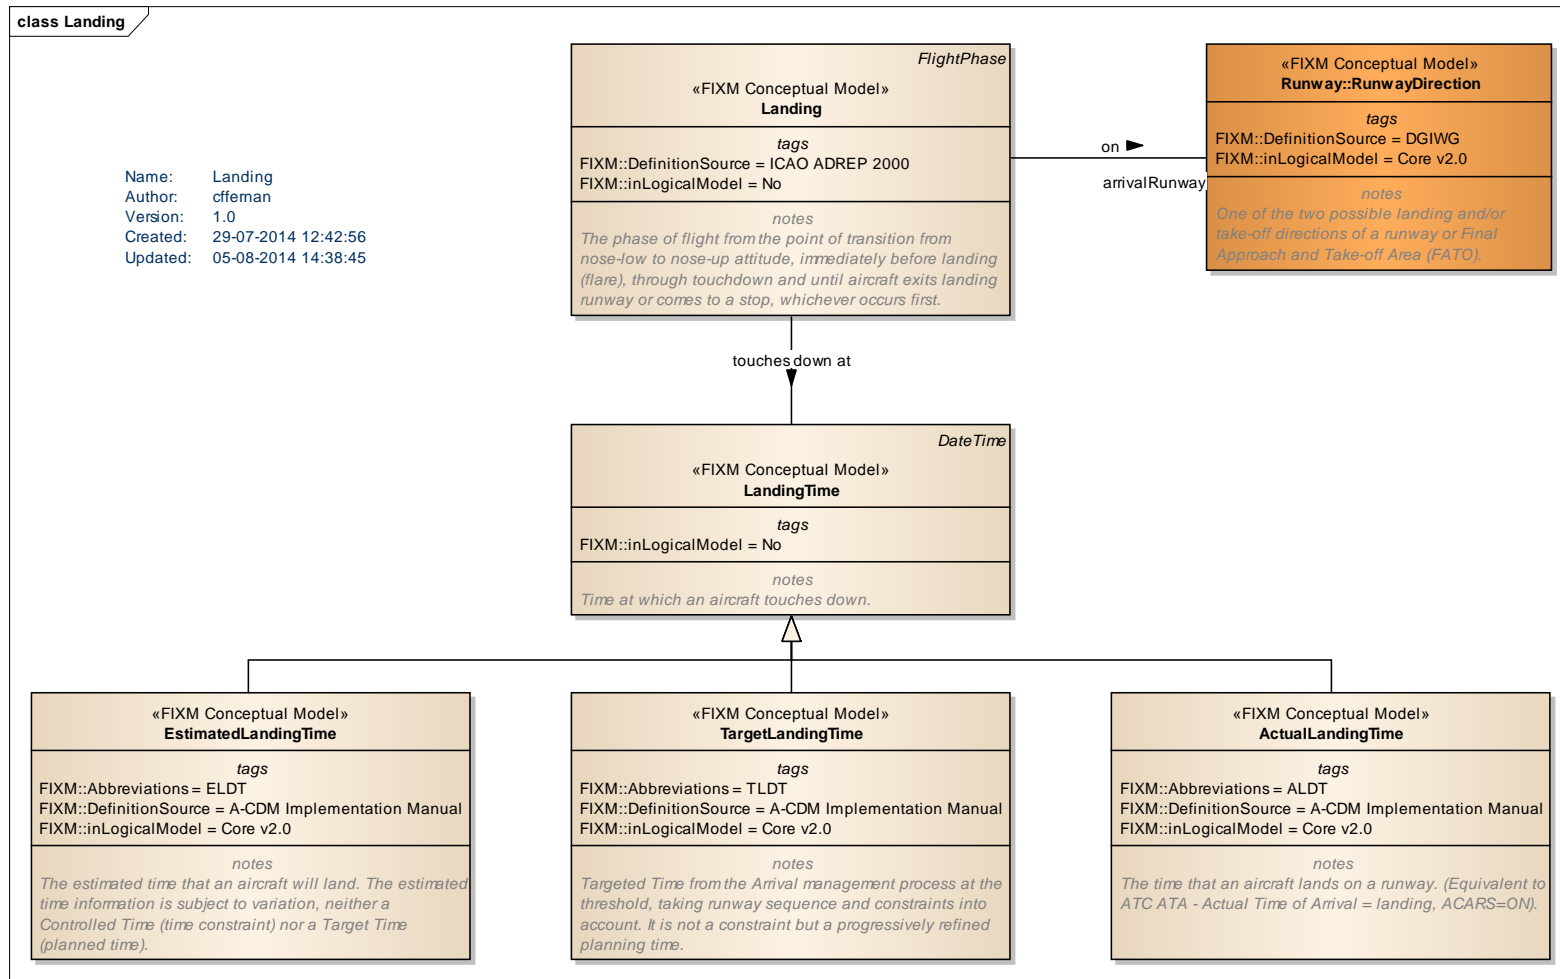 class Landing
Name: Landing
Author: cffernan
Version: 1.0
Created: 29-07-2014 12:42:56
Updated: 05-08-2014 14:38:45
FlightPhase
«FIXM Conceptual Model»
Landing
tags
FIXM::DefinitionSource = ICAO ADREP 2000
FIXM::inLogicalModel = No
notes
The phase of flight from the point of transition from
nose-low to nose-up attitude, immediately before landing
(flare), through touchdown and until aircraft exits landing
runway or comes to a stop, whichever occurs first.
on
arrivalRunway
«FIXM Conceptual Model»
Runway::RunwayDirection
tags
FIXM::DefinitionSource = DGIWG
FIXM::inLogicalModel = Core v2.0
notes
One of the two possible landing and/or
take-off directions of a runway or Final
Approach and Take-off Area (FATO).
touches down at
DateTime
«FIXM Conceptual Model»
LandingTime
tags
FIXM::inLogicalModel = No
notes
Time at which an aircraft touches down.
«FIXM Conceptual Model»
EstimatedLandingTime
tags
FIXM::Abbreviations = ELDT
FIXM::DefinitionSource = A-CDM Implementation Manual
FIXM::inLogicalModel = Core v2.0
notes
The estimated time that an aircraft will land. The estimated
time information is subject to variation, neither a
Controlled Time (time constraint) nor a Target Time
(planned time).
«FIXM Conceptual Model»
TargetLandingTime
tags
FIXM::Abbreviations = TLDT
FIXM::DefinitionSource = A-CDM Implementation Manual
FIXM::inLogicalModel = Core v2.0
notes
Targeted Time from the Arrival management process at the
threshold, taking runway sequence and constraints into
account. It is not a constraint but a progressively refined
planning time.
«FIXM Conceptual Model»
ActualLandingTime
tags
FIXM::Abbreviations = ALDT
FIXM::DefinitionSource = A-CDM Implementation Manual
FIXM::inLogicalModel = Core v2.0
notes
The time that an aircraft lands on a runway. (Equivalent to
ATC ATA - Actual Time of Arrival = landing, ACARS=ON).